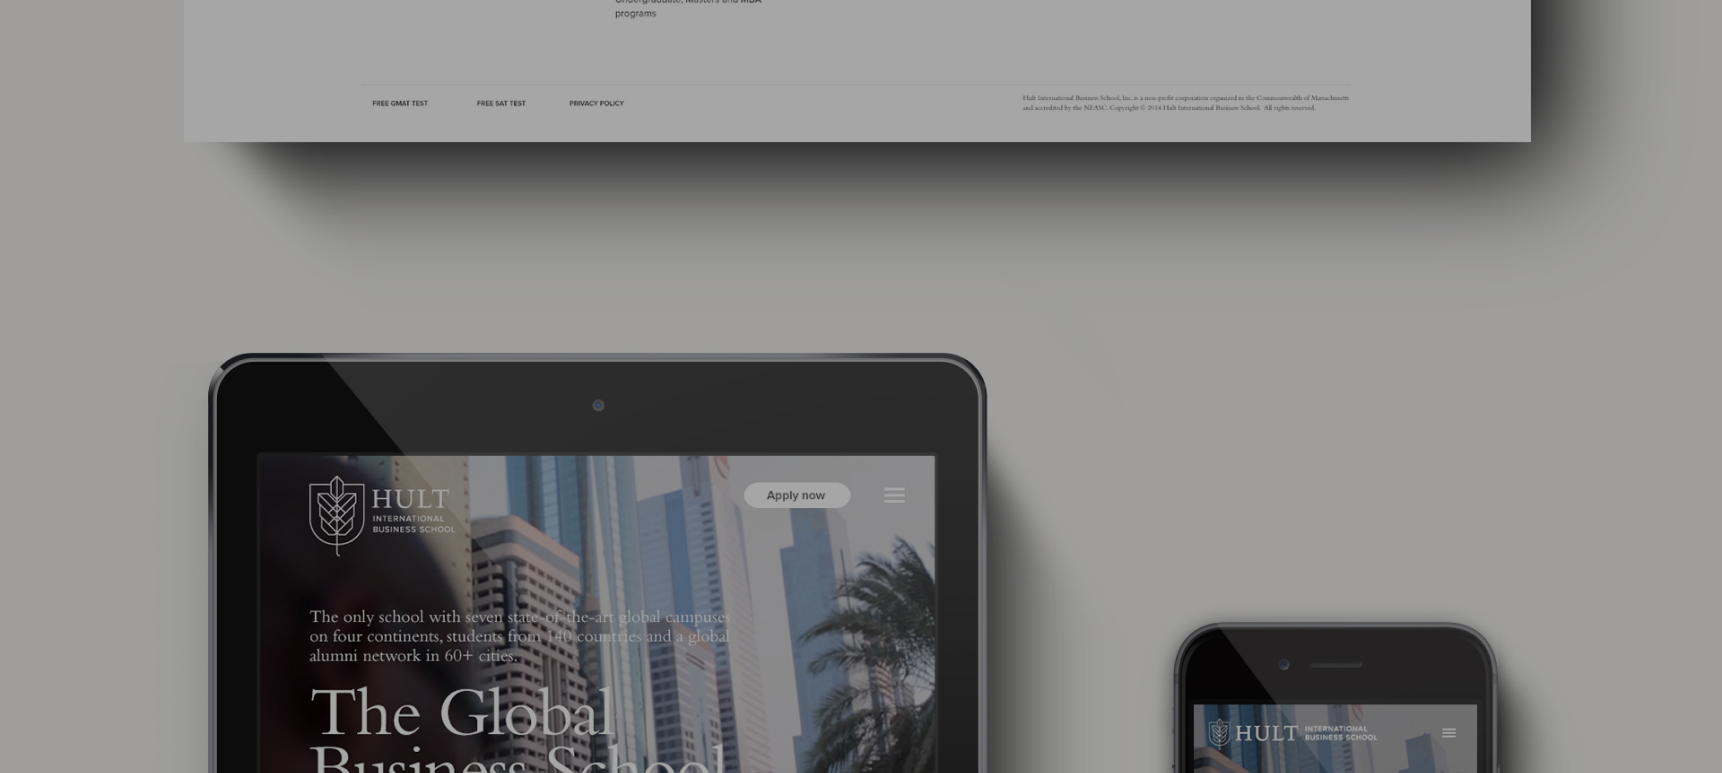 Undergraduate, Masters and MBA
programs
FREE GMAT TEST
FREE SAT TEST
PRIVACY POLICY
Hult International Business School, Inc. is a non-profit corporation organized in the Commonwealth of Massachusetts
and accredited by the NEASC. Copyright © 2014 Hult International Business School. All rights reserved.
HULT
INTERNATIONAL
BUSINESS SCHOOL
Apply now
The only school with seven state-of-the-art global campuses
on four continents, students from 140 countries and a global
alumni network in 60+ cities.
The Global
Business School
HULT INTERNATIONAL
BUSINESS SCHOOL